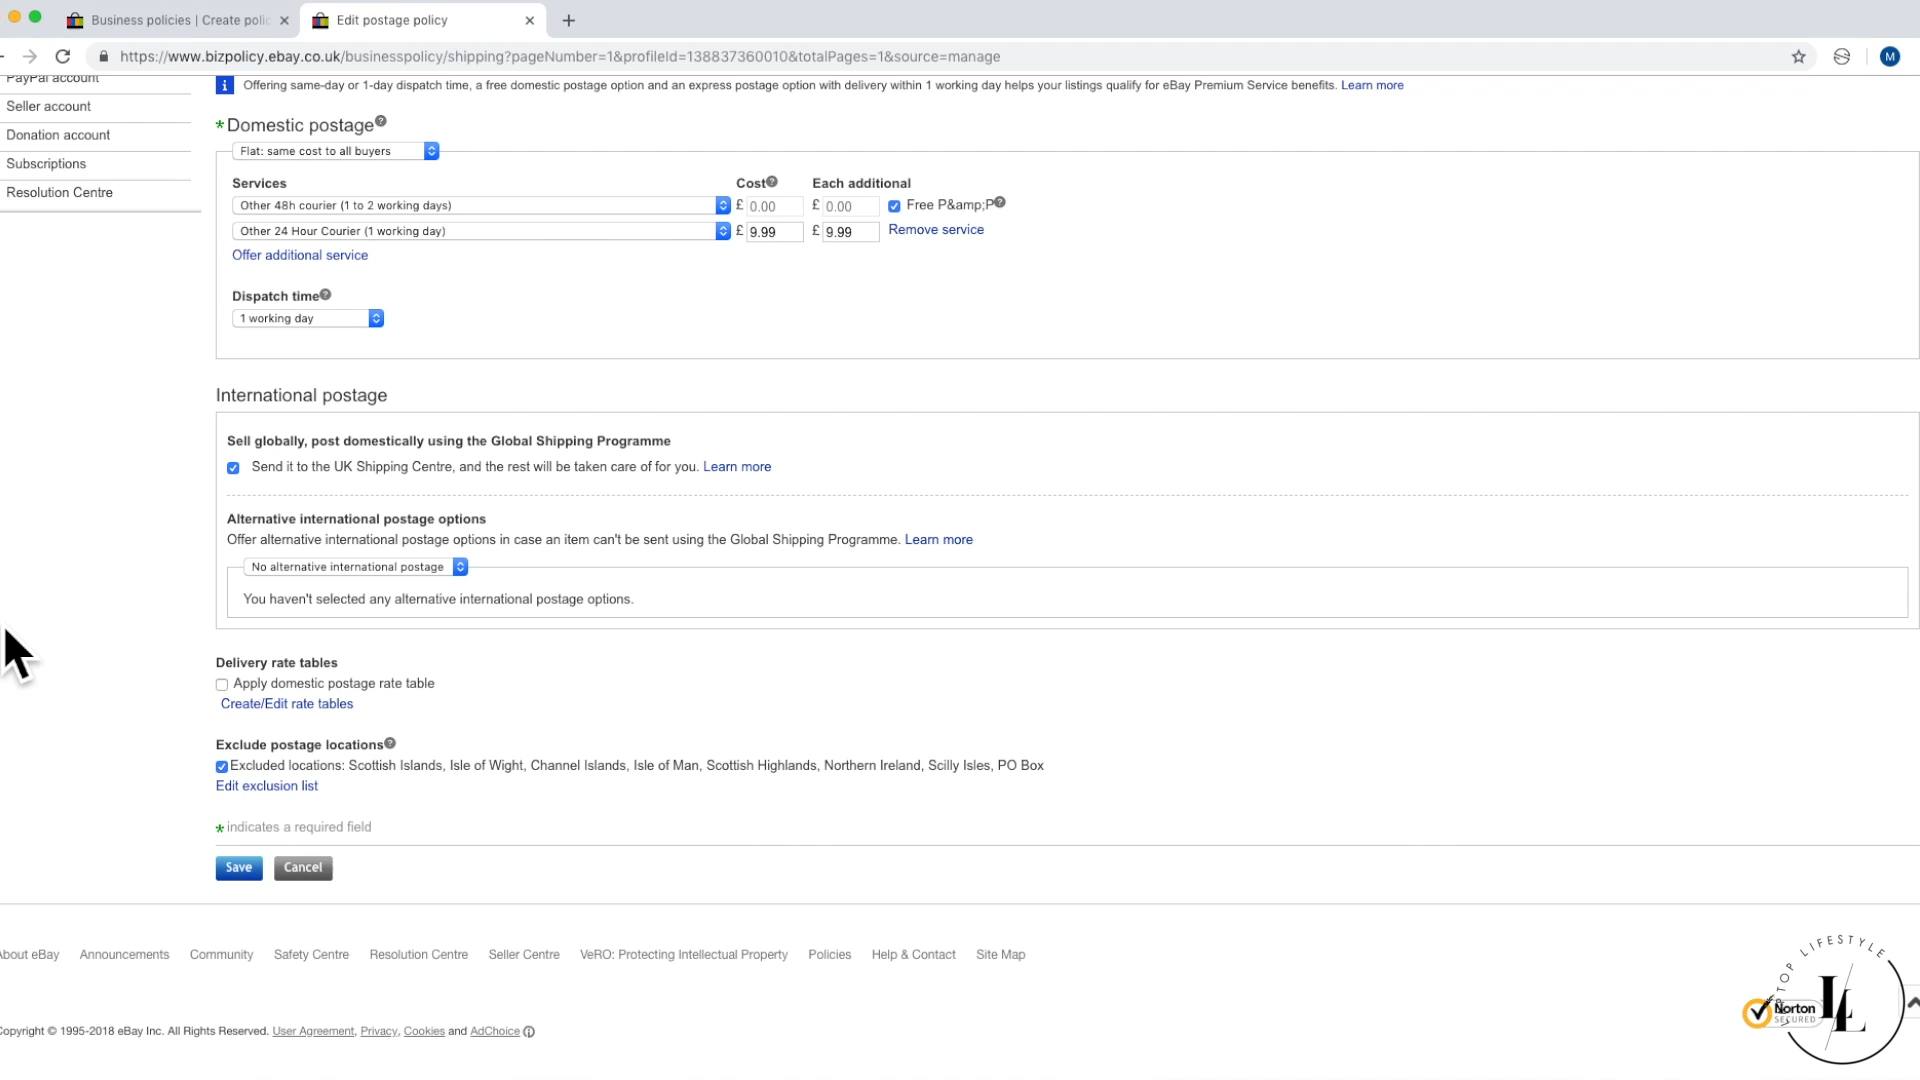 Business policies | Create polic
Edit postage policy
https://www.bizpolicy.ebay.co.uk/businesspolicy/shipping?pageNumber=1&profileId=138837360010&totalPages=1&source=manage
M
PayPal account
Seller account
Donation account
Subscriptions
Resolution Centre
Offering same-day or 1-day dispatch time, a free domestic postage option and an express postage option with delivery within 1 working day helps your listings qualify for eBay Premium Service benefits. Learn more
*Domestic postage
Flat: same cost to all buyers
Services Cost Each additional
Other 48h courier (1 to 2 working days) £ 0.00 £ 0.00 Free P&amp;P
Other 24 Hour Courier (1 working day) £ 9.99 £ 9.99 Remove service
Offer additional service
Dispatch time
1 working day
International postage
Sell globally, post domestically using the Global Shipping Programme
Send it to the UK Shipping Centre, and the rest will be taken care of for you. Learn more
Alternative international postage options
Offer alternative international postage options in case an item can't be sent using the Global Shipping Programme. Learn more
No alternative international postage
You haven't selected any alternative international postage options.
Delivery rate tables
Apply domestic postage rate table
Create/Edit rate tables
Exclude postage locations
Excluded locations: Scottish Islands, Isle of Wight, Channel Islands, Isle of Man, Scottish Highlands, Northern Ireland, Scilly Isles, PO Box
Edit exclusion list
* indicates a required field
Save Cancel
About eBay Announcements Community Safety Centre Resolution Centre Seller Centre VeRO: Protecting Intellectual Property Policies Help & Contact Site Map
Copyright © 1995-2018 eBay Inc. All Rights Reserved. User Agreement, Privacy, Cookies and AdChoice
Norton
SECURED
TOP LIFESTYLE
LL